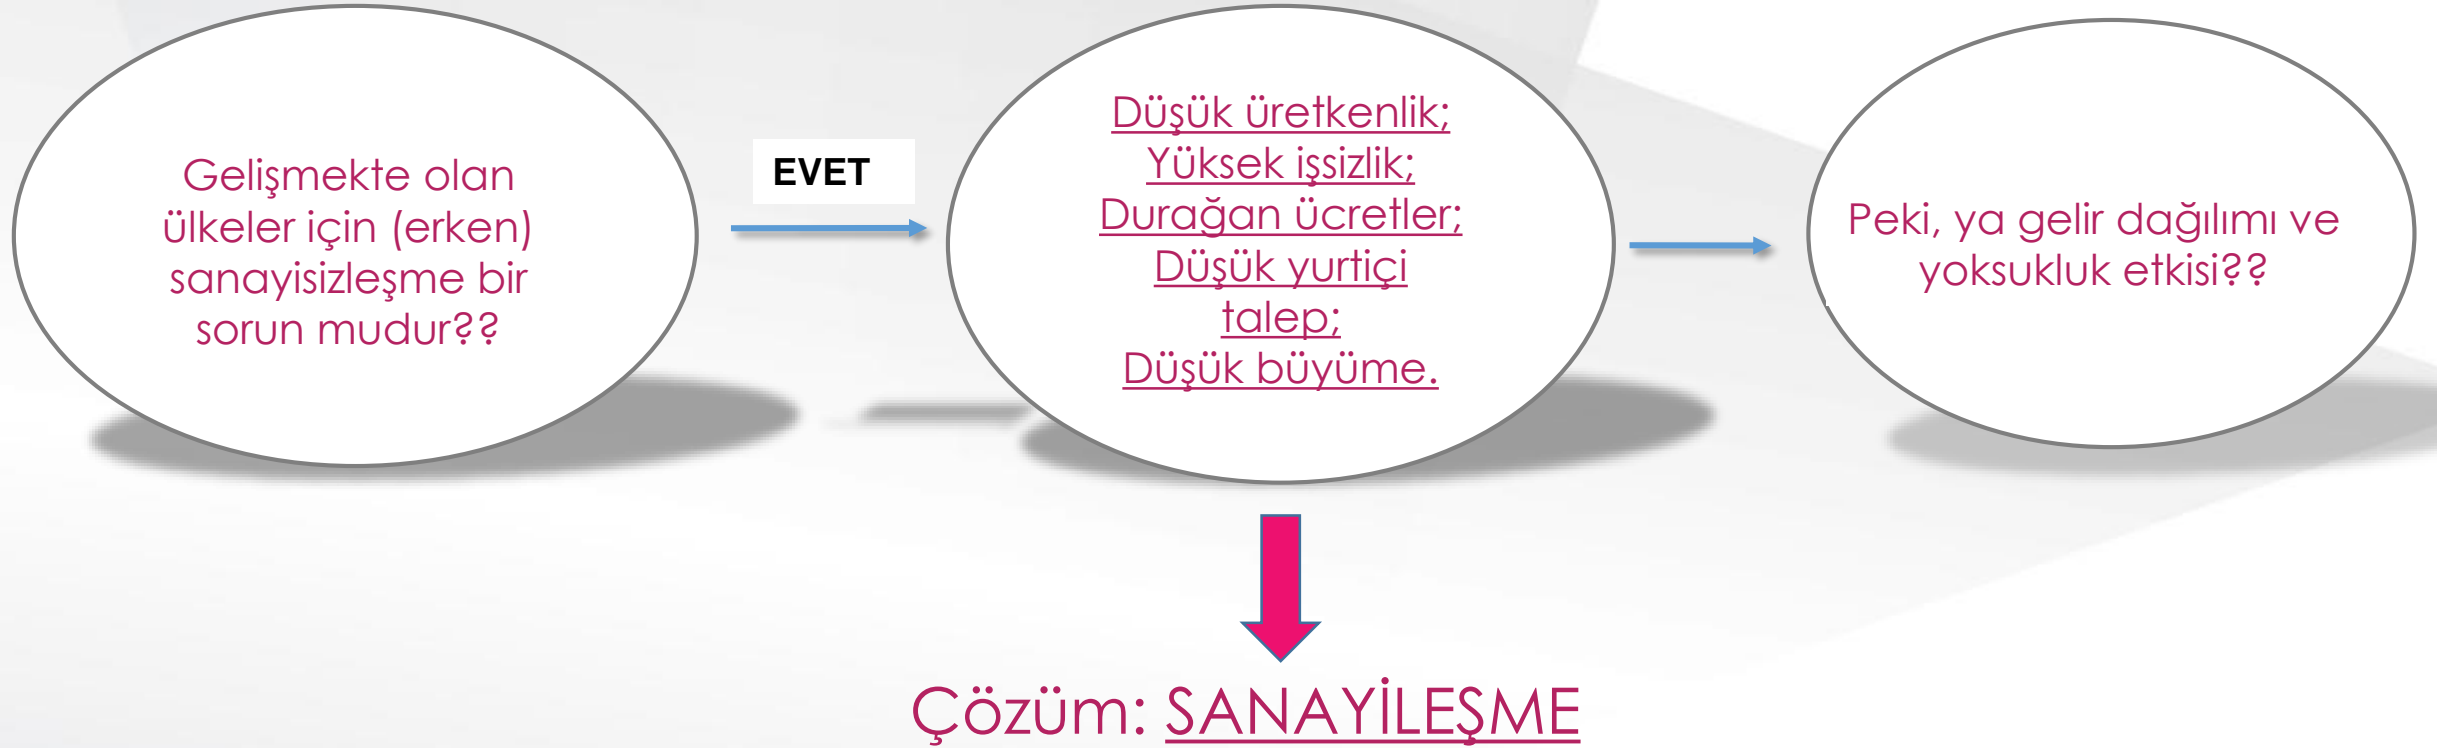 Gelişmekte olan
ülkeler için (erken)
sanayisizleşme bir
sorun mudur??
EVET
Düşük üretkenlik;
Yüksek işsizlik;
Durağan ücretler;
Düşük yurtiçi
talep;
Düşük büyüme.
Peki, ya gelir dağılımı ve
yoksukluk etkisi??
Çözüm: SANAYİLEŞME